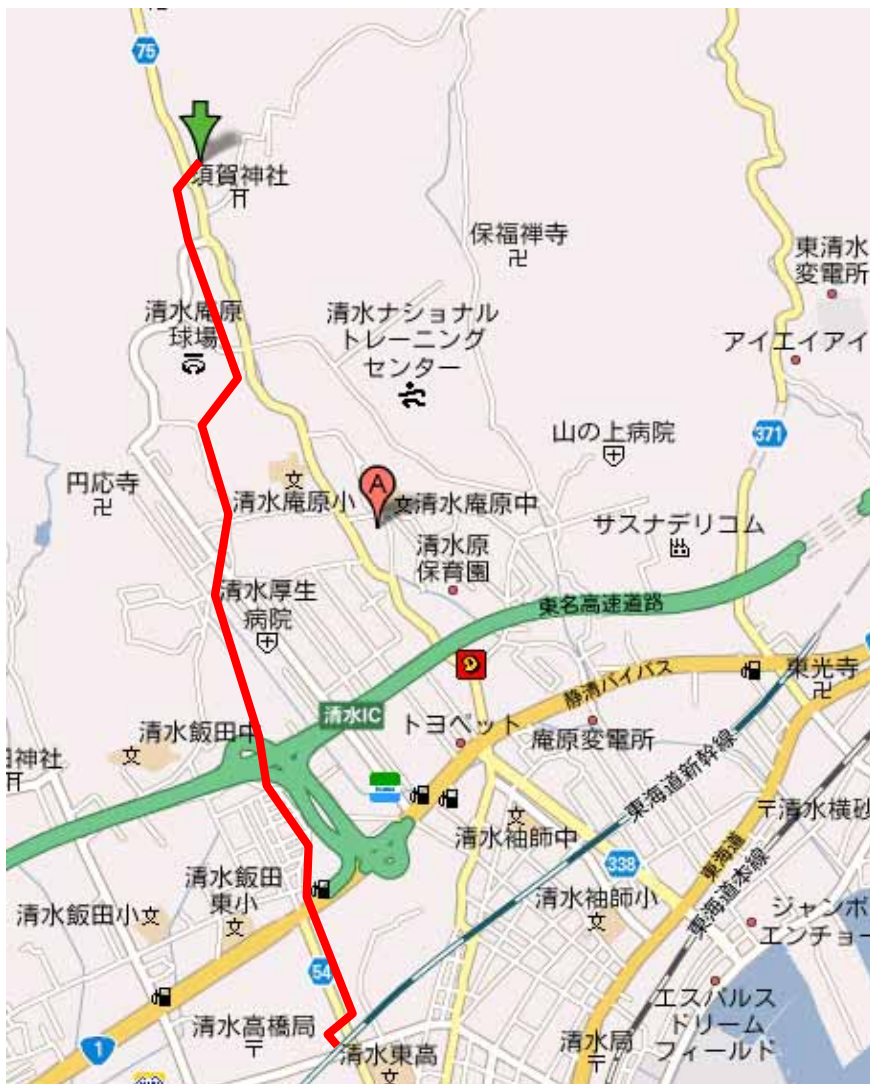 75
須賀神社
保福禅寺
東清水
変電所
清水庵原
球場
清水ナショナル
トレーニング
センター
アイエイアイ
371
山の上病院
円応寺
A
清水庵原小
文清水庵原中
サスナデリコム
清水原
保育園
東名高速道路
清水厚生
病院
静清バイパス
東光寺
清水IC
清水飯田中
トヨペット
庵原変電所
田神社
東海道新幹線
〒清水横砂
清水袖師中
338
東海道
東海道本線
清水飯田
東小
清水飯田小
清水袖師小
ジャンボ
エンチョー
54
エスパルス
ドリーム
フィールド
清水高橋局
1
清水東高
清水局